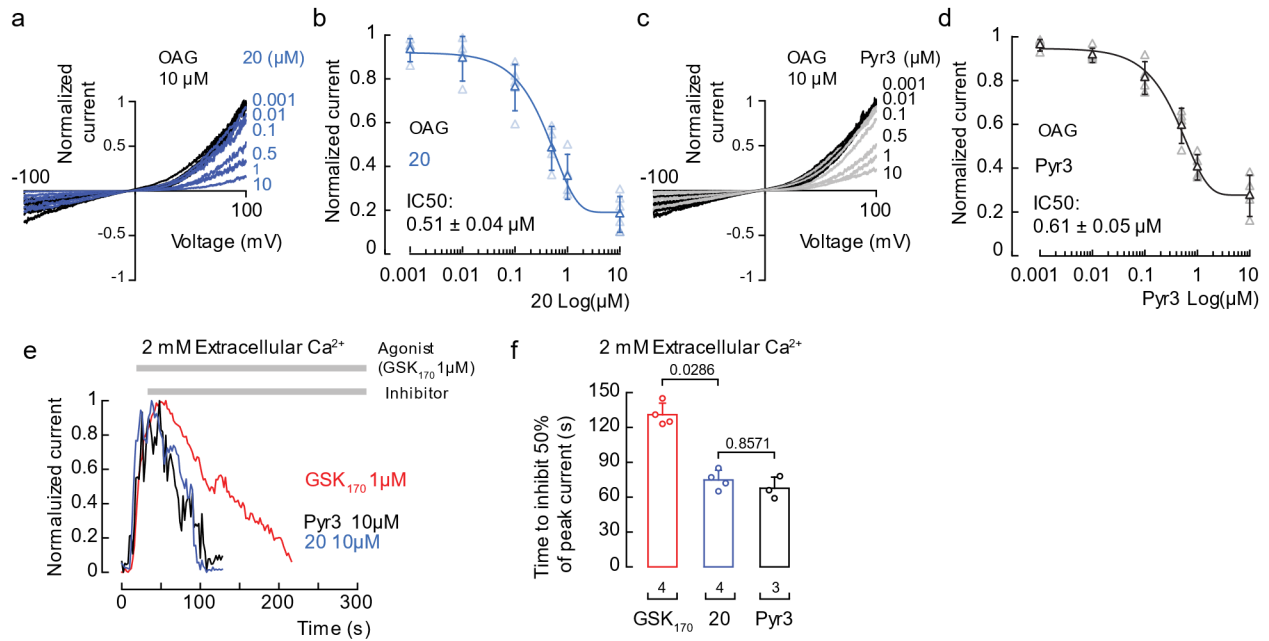 a
OAG
10 µM
20 (µM)
Normalized
current
1
0.5
-0.5
-1
-100
100
0.001
0.01
0.1
0.5
1
10
Voltage (mV)
b
Normalized current
1
0.8
0.6
0.4
0.2
0
OAG
20
IC50:
0.51 ± 0.04 µM
0.001 0.01 0.1 1 10
20 Log(µM)
c
OAG
10 µM
Pyr3 (µM)
Normalized
current
1
0.5
-0.5
-1
-100
100
0.001
0.01
0.1
0.5
1
10
Voltage (mV)
d
Normalized current
1
0.8
0.6
0.4
0.2
0
OAG
Pyr3
IC50:
0.61 ± 0.05 µM
0.001 0.01 0.1 1 10
Pyr3 Log(µM)
e
2 mM Extracellular Ca²⁺
Agonist
(GSK₁₇₀ 1µM)
Inhibitor
Normaluized current
1
0.8
0.6
0.4
0.2
0
GSK₁₇₀ 1µM
Pyr3 10µM
20 10µM
0 100 200 300
Time (s)
f
2 mM Extracellular Ca²⁺
0.0286
0.8571
Time to inhibit 50%
of peak current (s)
150
120
90
60
30
0
4 4 3
GSK₁₇₀ 20 Pyr3